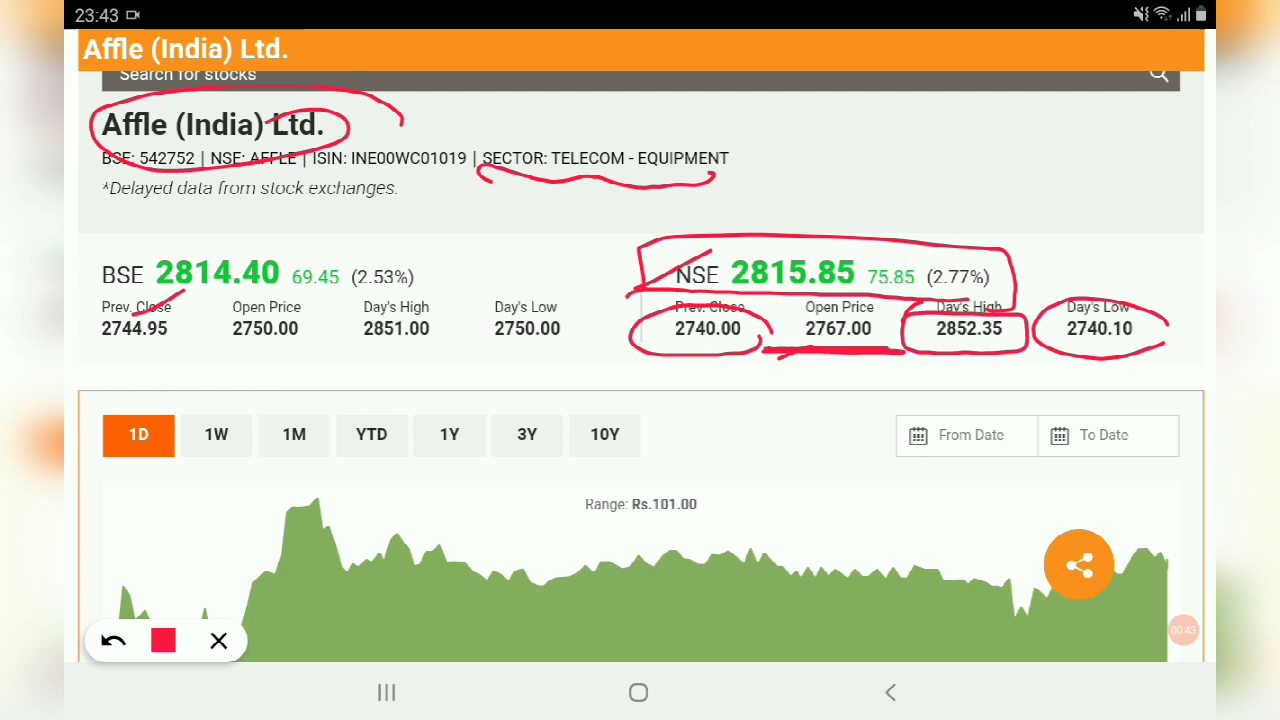 23:43
Affle (India) Ltd.
Search for stocks
Affle (India) Ltd.
BSE: 542752 | NSE: AFFLE | ISIN: INE00WC01019 | SECTOR: TELECOM - EQUIPMENT
*Delayed data from stock exchanges.
BSE 2814.40 69.45 (2.53%)
Prev. Close Open Price Day's High Day's Low
2744.95 2750.00 2851.00 2750.00
NSE 2815.85 75.85 (2.77%)
Prev. Close Open Price Day's High Day's Low
2740.00 2767.00 2852.35 2740.10
1D 1W 1M YTD 1Y 3Y 10Y From Date To Date
Range: Rs.101.00
00:43